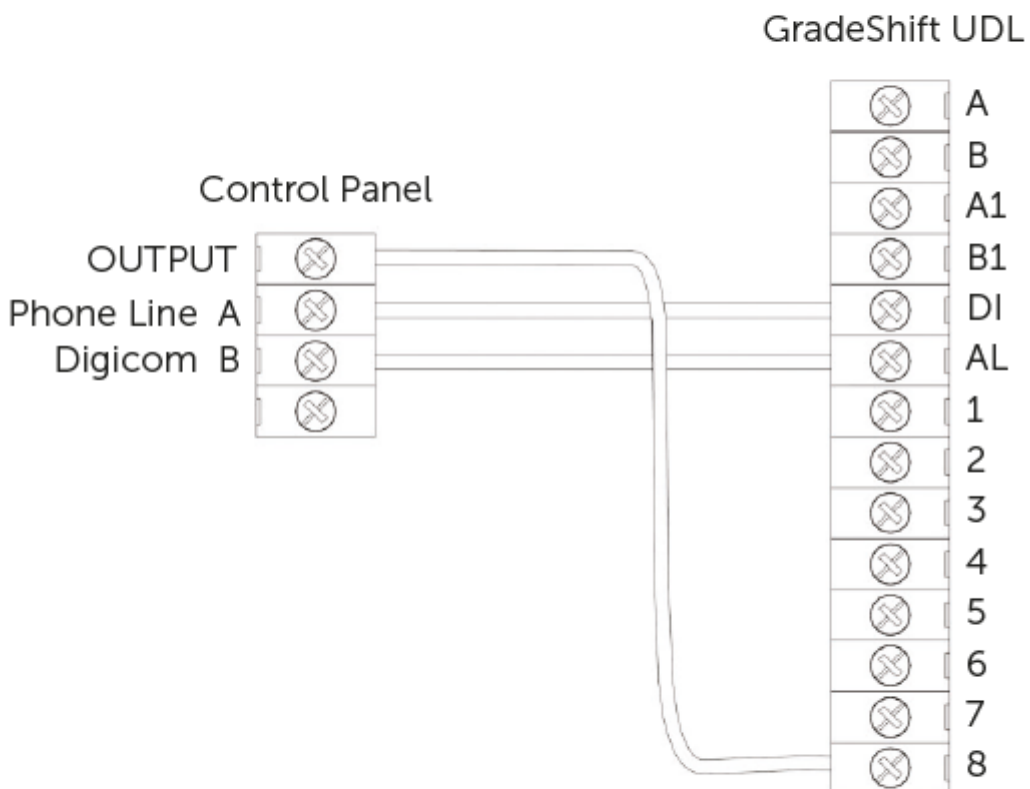 GradeShift UDL
Control Panel
OUTPUT
Phone Line A
Digicom B
A
B
A1
B1
DI
AL
1
2
3
4
5
6
7
8